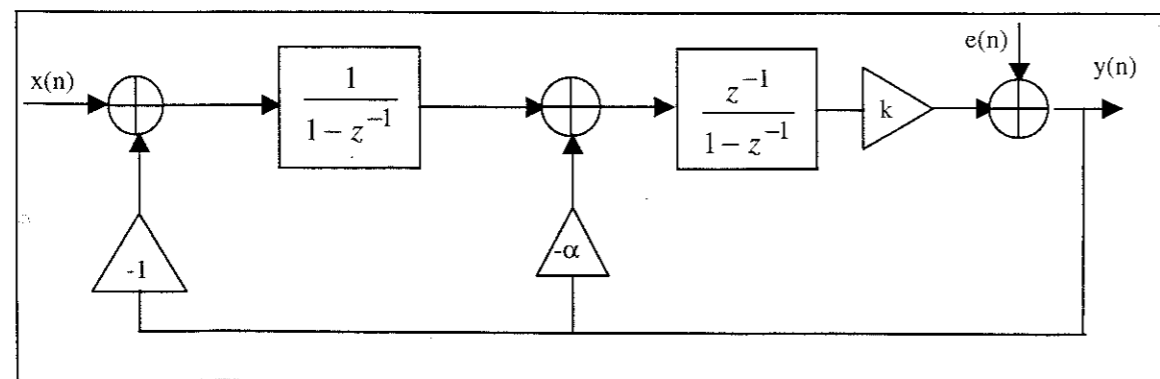 x(n)
1
1 − z⁻¹
z⁻¹
1 − z⁻¹
k
e(n)
y(n)
-1
-α